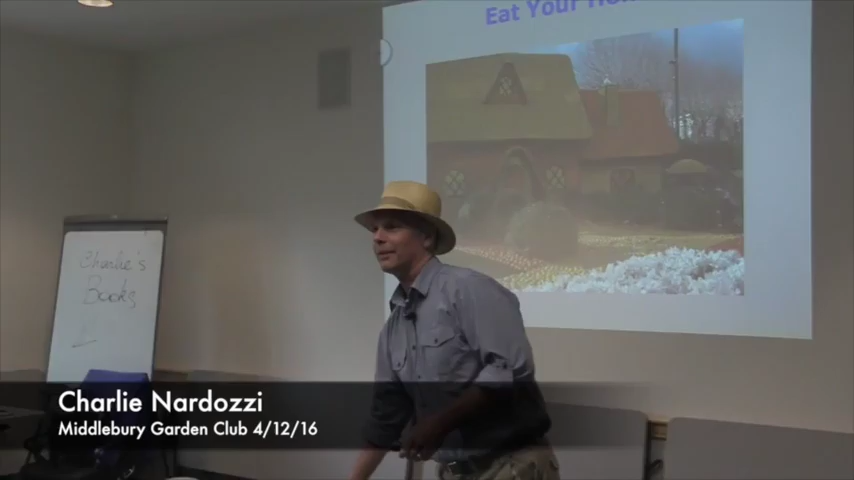 Eat Your
Charlie's
Books
Charlie Nardozzi
Middlebury Garden Club 4/12/16